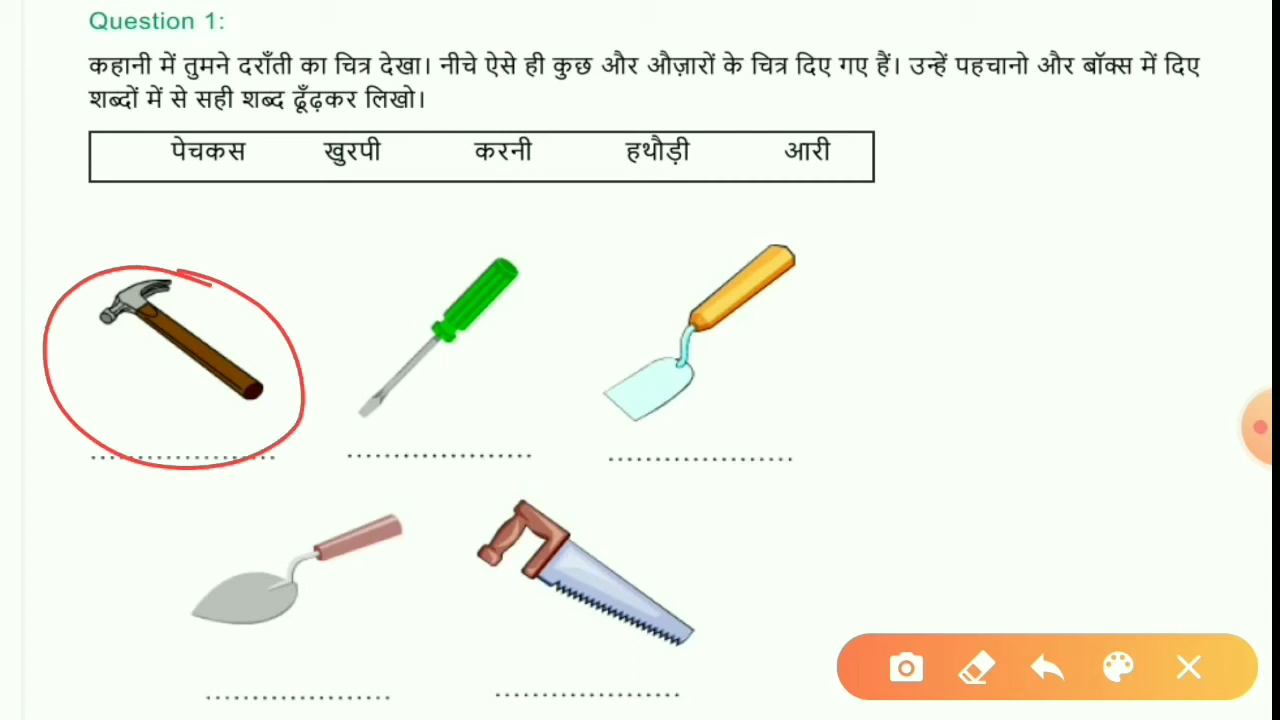 Question 1:
कहानी में तुमने दराँती का चित्र देखा। नीचे ऐसे ही कुछ और औज़ारों के चित्र दिए गए हैं। उन्हें पहचानो और बॉक्स में दिए
शब्दों में से सही शब्द ढूँढ़कर लिखो।
पेचकस खुरपी करनी हथौड़ी आरी